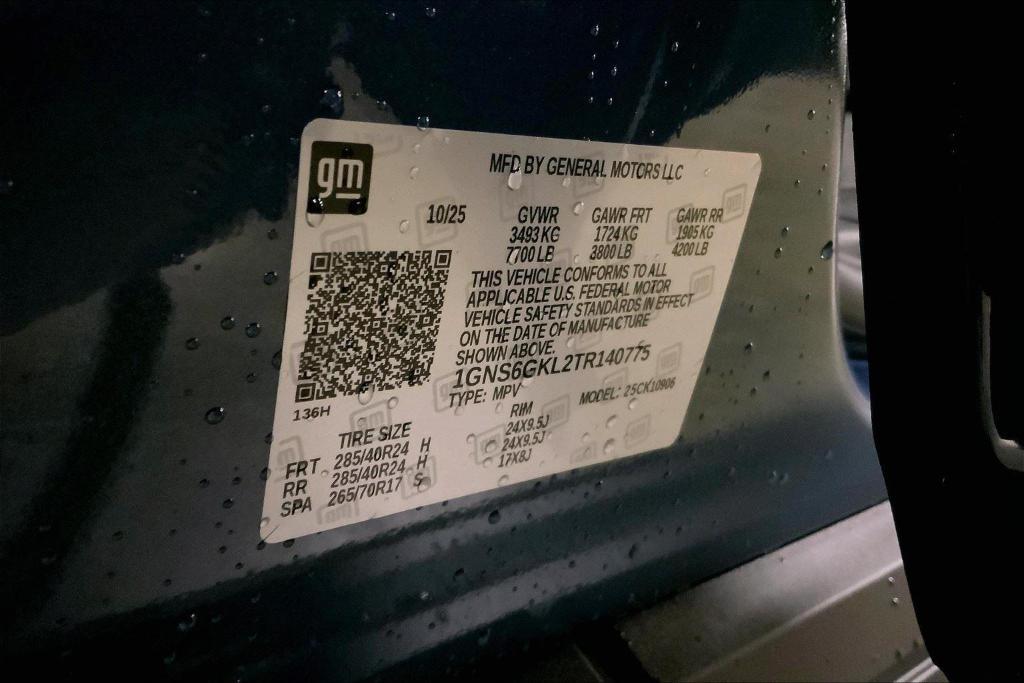 gm
MFD BY GENERAL MOTORS LLC
10/25 GVWR GAWR FRT GAWR RR
3493 KG 1724 KG 1905 KG
7700 LB 3800 LB 4200 LB
THIS VEHICLE CONFORMS TO ALL
APPLICABLE U.S. FEDERAL MOTOR
VEHICLE SAFETY STANDARDS IN EFFECT
ON THE DATE OF MANUFACTURE
SHOWN ABOVE.
1GNS6GKL2TR140775
TYPE: MPV MODEL: 25CK10906
136H
TIRE SIZE RIM
FRT 285/40R24 H 24X9.5J
RR 285/40R24 H 24X9.5J
SPA 265/70R17 S 17X8J